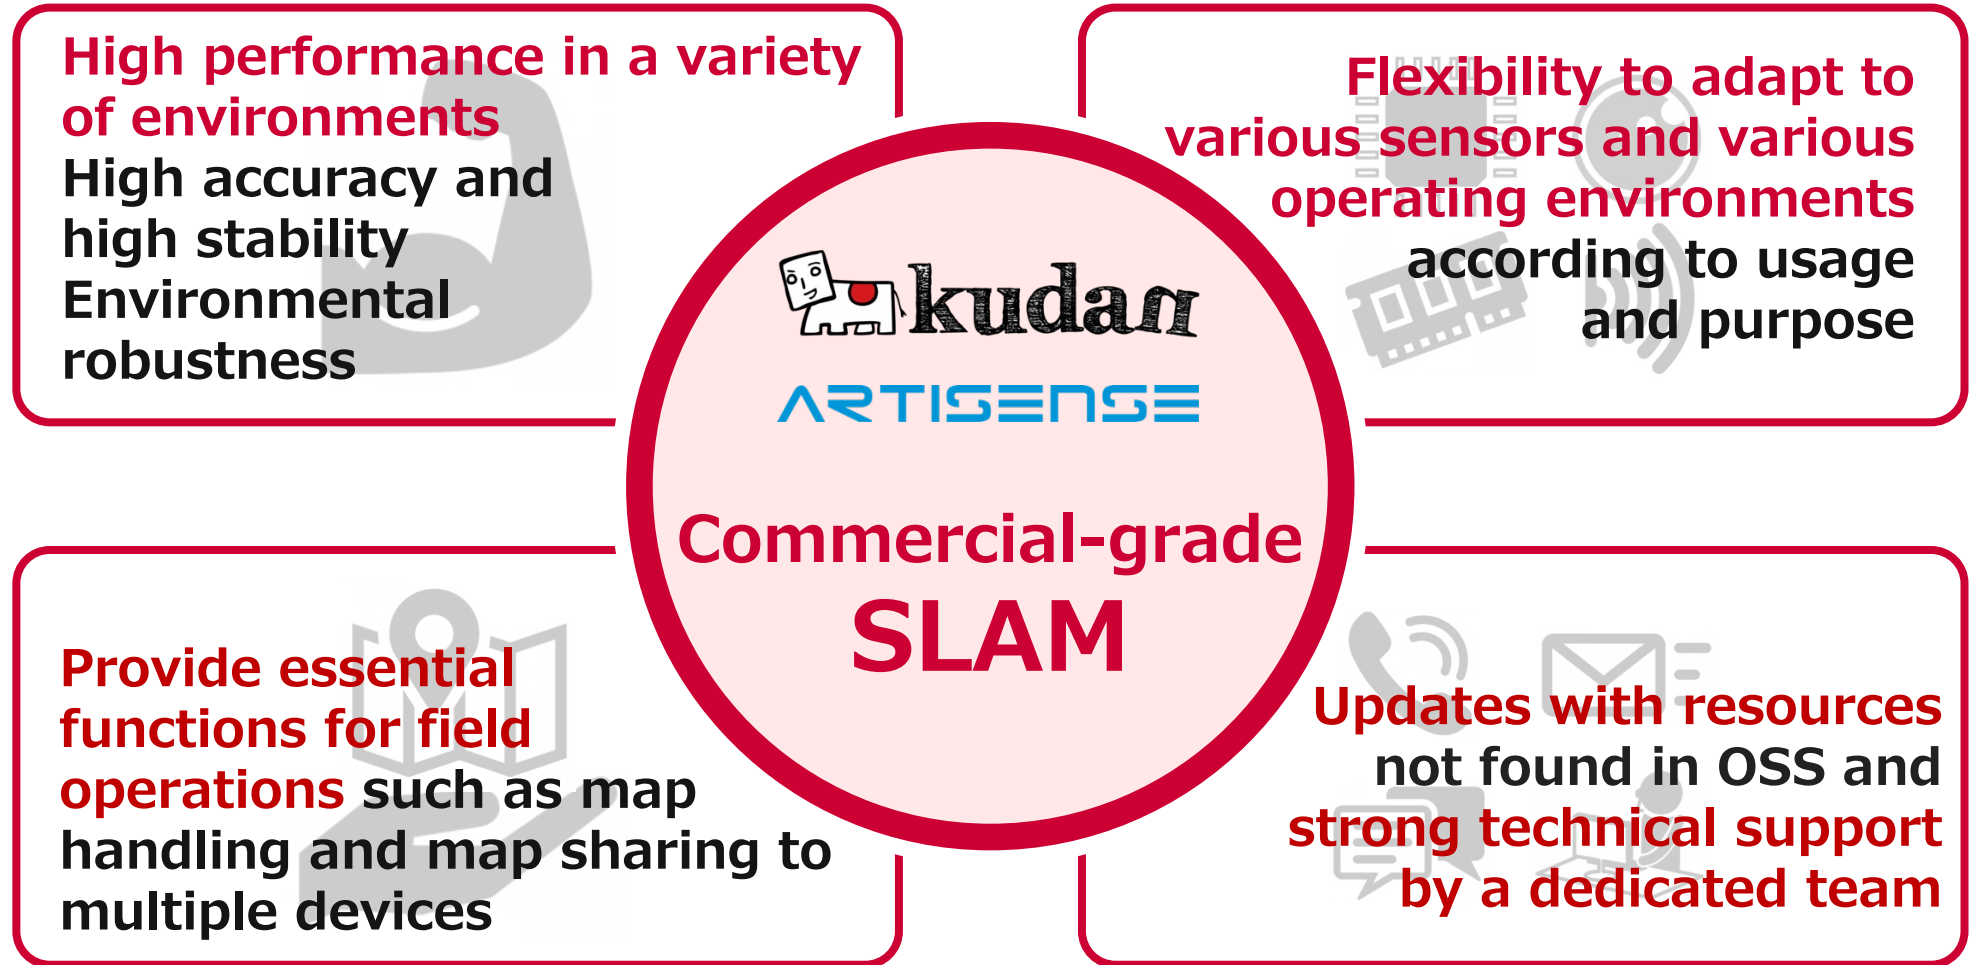 High performance in a variety
of environments
High accuracy and
high stability
Environmental
robustness
Flexibility to adapt to
various sensors and various
operating environments
according to usage
and purpose
kudan
ARTISENSE
Commercial-grade
SLAM
Provide essential
functions for field
operations such as map
handling and map sharing to
multiple devices
Updates with resources
not found in OSS and
strong technical support
by a dedicated team